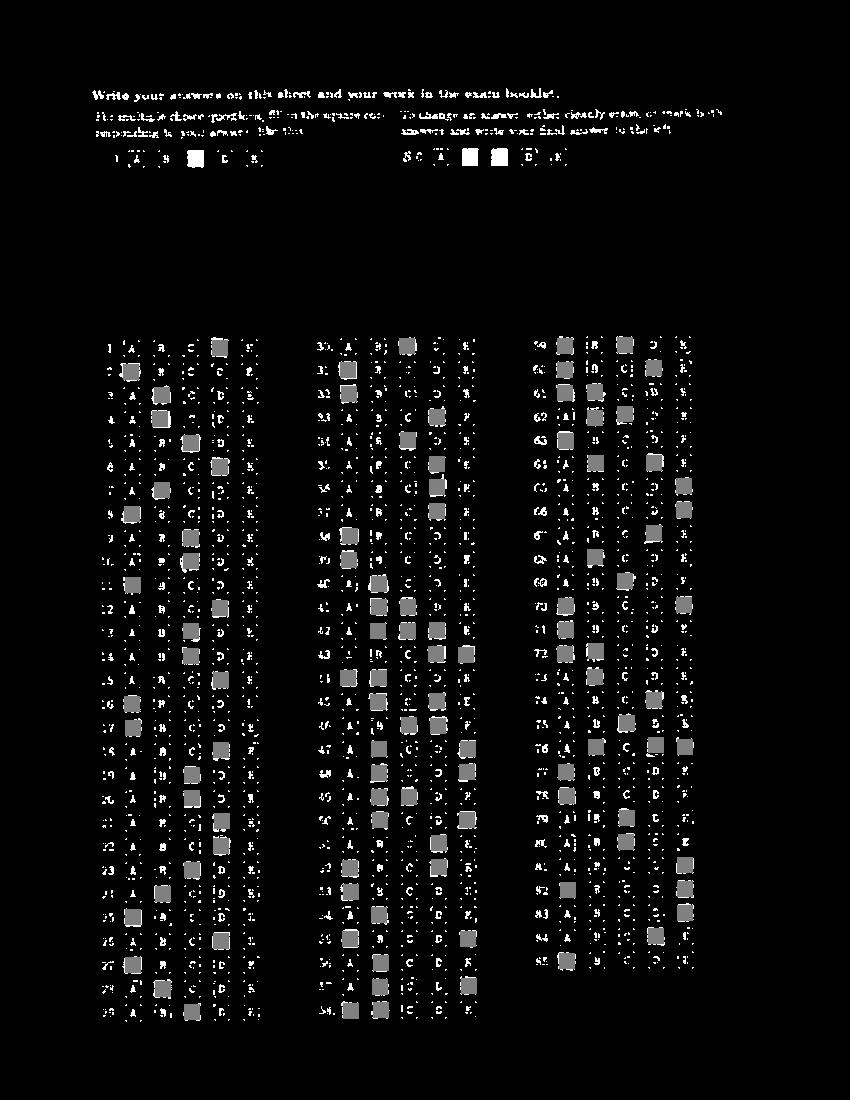 Write your answers on this sheet and your work in the exam booklet.
For multiple choice questions, fill in the square cor-
responding to your answer like this
To change an answer either clearly erase, or mark both
answers and write your final answer to the left
1 A B D E
A D E
1 A B C E
2 B C D E
3 A C D E
4 A C D E
5 A B D E
6 A B C E
7 A C D E
8 B C D E
9 A B D E
10 A B D E
11 B C D E
12 A B C E
13 A B D E
14 A B D E
15 A B C E
16 B C D E
17 B C D E
18 A B C E
19 A B D E
20 A B D E
21 A B C E
22 A B C E
23 A B D E
24 A C D E
25 B C D E
26 A B C E
27 B C D E
28 A C D E
29 A B D E
30 A B D E
31 B C D E
32 B C D E
33 A B C E
34 A B D E
35 A B C E
36 A B C E
37 A B C E
38 B C D E
39 B C D E
40 A C D E
41 A D E
42 A E
43 A B C
44 C D E
45 A C E
46 A B E
47 A C D
48 A C D
49 A D E
50 A C D
51 A B C E
52 B C E
53 B C D E
54 A C D E
55 B C D
56 A C D E
57 A C D
58 C D E
59 B D E
60 B C E
61 C D E
62 A D E
63 B C D E
64 A C E
65 A B C D
66 A B C D
67 A B C E
68 A C D E
69 A B D E
70 B C D
71 B C D E
72 C D E
73 A C D E
74 A B C E
75 A B D E
76 A C
77 B C D E
78 B C D E
79 A B D E
80 A B D E
81 A B C D
82 B C D
83 A B C D
84 A B C E
85 B C D E